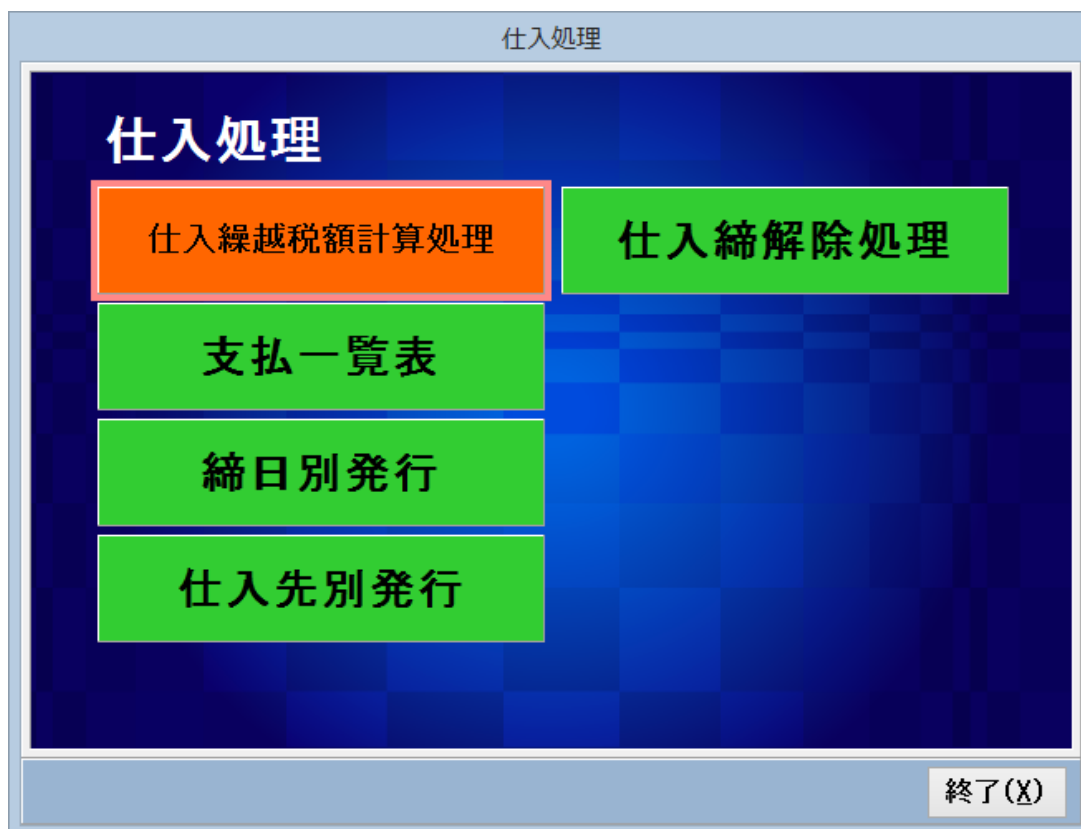 仕入処理
仕入処理
仕入繰越税額計算処理
仕入締解除処理
支払一覧表
締日別発行
仕入先別発行
終了(X)